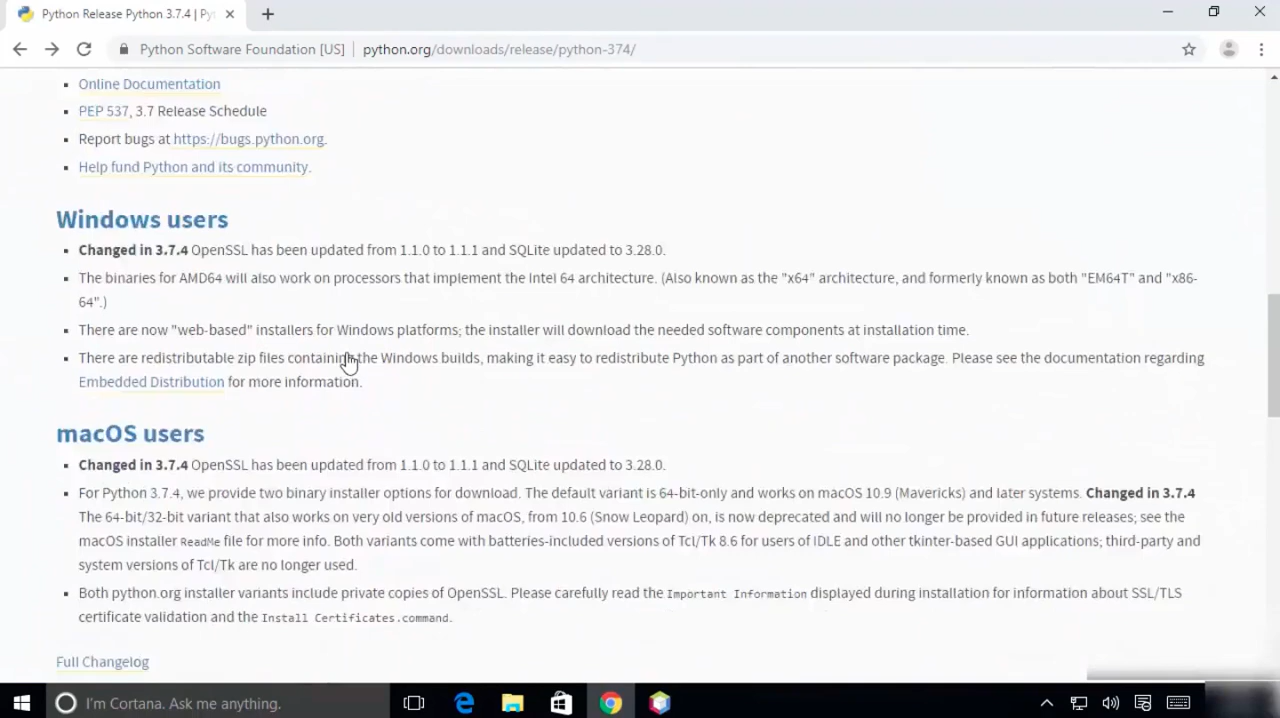 Python Release Python 3.7.4 | Py
Python Software Foundation [US] | python.org/downloads/release/python-374/
Online Documentation
PEP 537, 3.7 Release Schedule
Report bugs at https://bugs.python.org.
Help fund Python and its community.
Windows users
Changed in 3.7.4 OpenSSL has been updated from 1.1.0 to 1.1.1 and SQLite updated to 3.28.0.
The binaries for AMD64 will also work on processors that implement the Intel 64 architecture. (Also known as the "x64" architecture, and formerly known as both "EM64T" and "x86-
64".)
There are now "web-based" installers for Windows platforms; the installer will download the needed software components at installation time.
There are redistributable zip files containing the Windows builds, making it easy to redistribute Python as part of another software package. Please see the documentation regarding
Embedded Distribution for more information.
macOS users
Changed in 3.7.4 OpenSSL has been updated from 1.1.0 to 1.1.1 and SQLite updated to 3.28.0.
For Python 3.7.4, we provide two binary installer options for download. The default variant is 64-bit-only and works on macOS 10.9 (Mavericks) and later systems. Changed in 3.7.4
The 64-bit/32-bit variant that also works on very old versions of macOS, from 10.6 (Snow Leopard) on, is now deprecated and will no longer be provided in future releases; see the
macOS installer ReadMe file for more info. Both variants come with batteries-included versions of Tcl/Tk 8.6 for users of IDLE and other tkinter-based GUI applications; third-party and
system versions of Tcl/Tk are no longer used.
Both python.org installer variants include private copies of OpenSSL. Please carefully read the Important Information displayed during installation for information about SSL/TLS
certificate validation and the Install Certificates.command.
Full Changelog
I'm Cortana. Ask me anything.